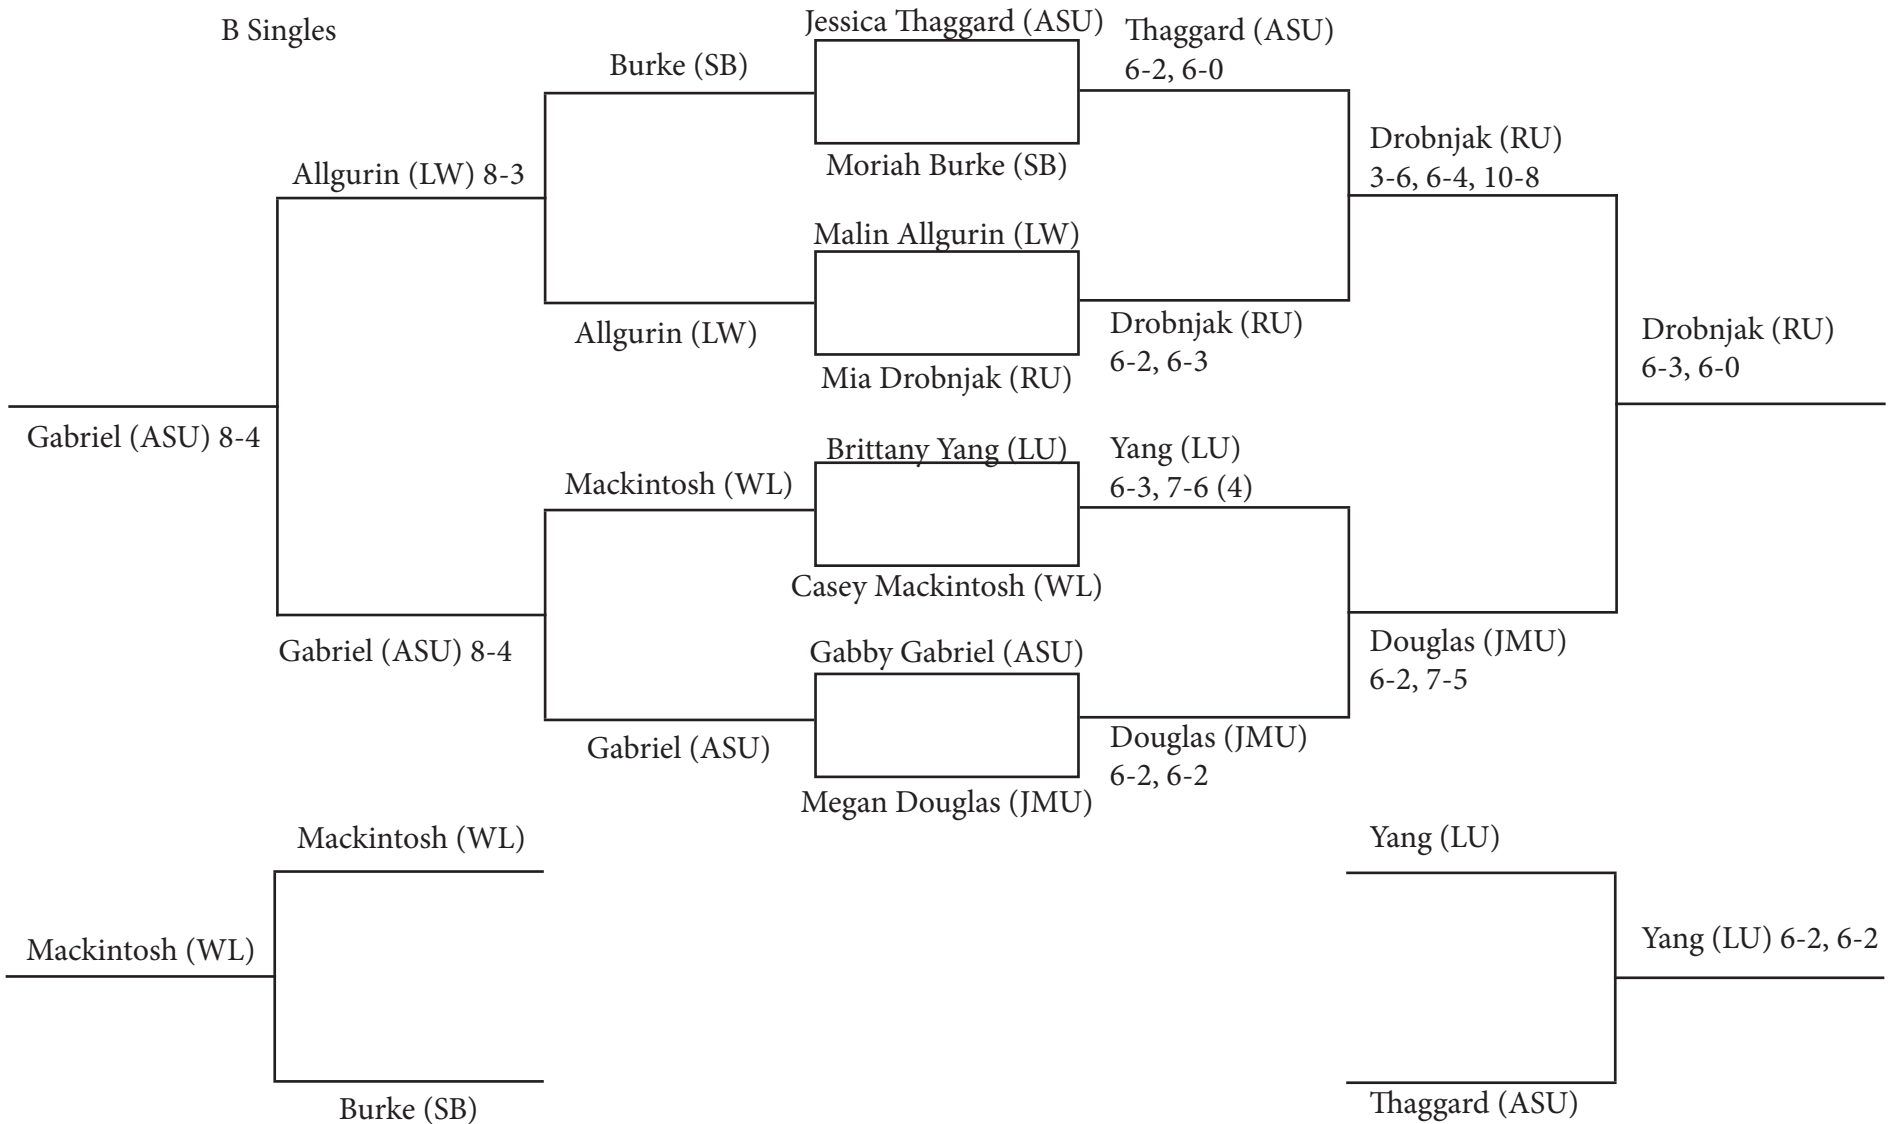 B Singles
Jessica Thaggard (ASU)
Thaggard (ASU)
6-2, 6-0
Burke (SB)
Moriah Burke (SB)
Drobnjak (RU)
3-6, 6-4, 10-8
Allgurin (LW) 8-3
Malin Allgurin (LW)
Allgurin (LW)
Mia Drobnjak (RU)
Drobnjak (RU)
6-2, 6-3
Drobnjak (RU)
6-3, 6-0
Gabriel (ASU) 8-4
Brittany Yang (LU)
Yang (LU)
6-3, 7-6 (4)
Mackintosh (WL)
Casey Mackintosh (WL)
Gabriel (ASU) 8-4
Gabby Gabriel (ASU)
Douglas (JMU)
6-2, 7-5
Gabriel (ASU)
Megan Douglas (JMU)
Douglas (JMU)
6-2, 6-2
Mackintosh (WL)
Yang (LU)
Mackintosh (WL)
Yang (LU) 6-2, 6-2
Burke (SB)
Thaggard (ASU)